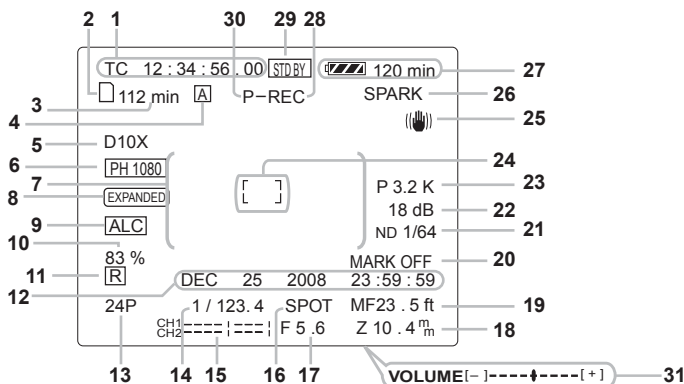 30 29 28
2 1
TC 12 : 34 : 56 . 00 STD BY 120 min 27
3 112 min A P-REC SPARK 26
4
25
5 D10X
24
6 PH 1080
7
P 3.2 K 23
8 EXPANDED
18 dB 22
9 ALC
ND 1/64 21
10
83 %
MARK OFF 20
11 R
12 DEC 25 2008 23 :59 : 59
24P 1 / 123. 4 SPOT MF23 . 5 ft 19
CH1
CH2 F 5 .6 Z 10 . 4 m m 18
13 14 15 16 17
VOLUME [ – ] ----♦---- [ + ] 31